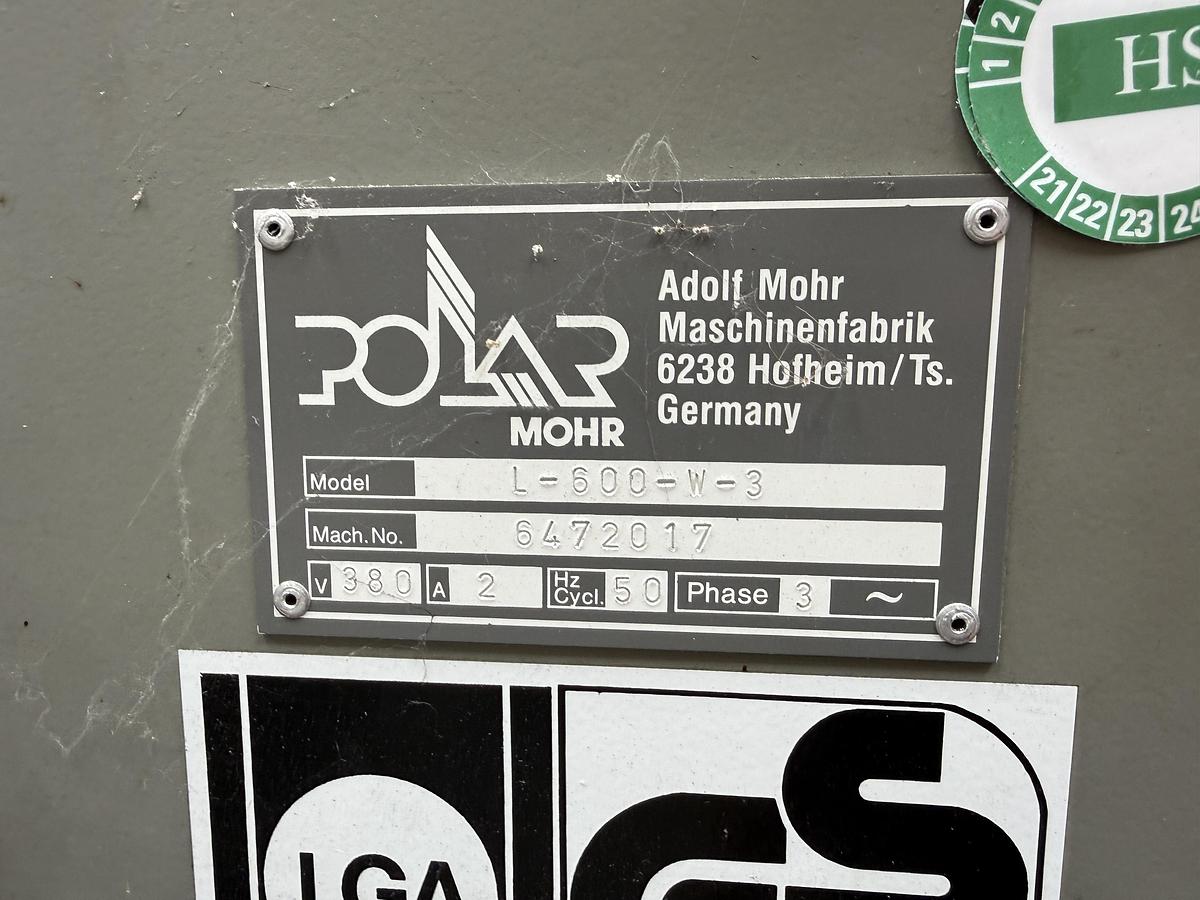 1 2
HS
21 22 23 24
POLAR
MOHR
Adolf Mohr
Maschinenfabrik
6238 Hofheim/Ts.
Germany
Model L-600-W-3
Mach.No. 6472017
V 380 A 2 Hz Cycl. 50 Phase 3 ~
LGA
GS